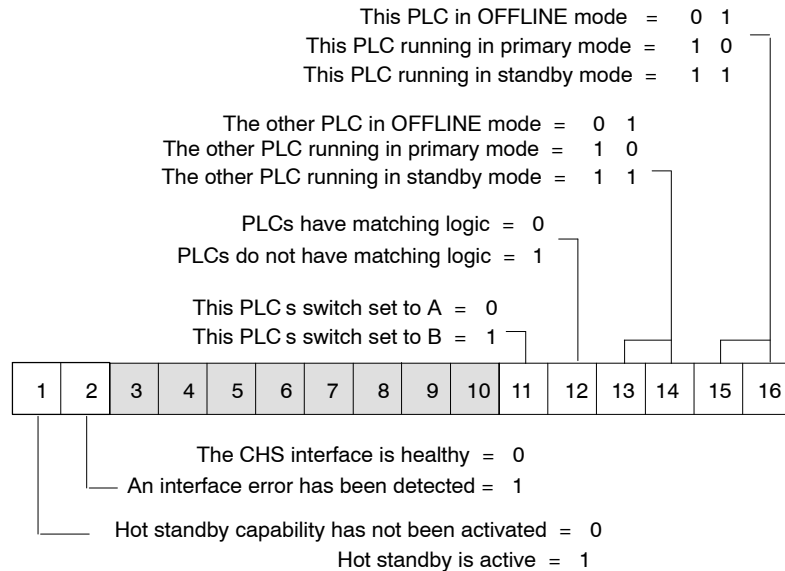 This PLC in OFFLINE mode = 0 1
This PLC running in primary mode = 1 0
This PLC running in standby mode = 1 1
The other PLC in OFFLINE mode = 0 1
The other PLC running in primary mode = 1 0
The other PLC running in standby mode = 1 1
PLCs have matching logic = 0
PLCs do not have matching logic = 1
This PLC s switch set to A = 0
This PLC s switch set to B = 1
1 2 3 4 5 6 7 8 9 10 11 12 13 14 15 16
The CHS interface is healthy = 0
An interface error has been detected = 1
Hot standby capability has not been activated = 0
Hot standby is active = 1